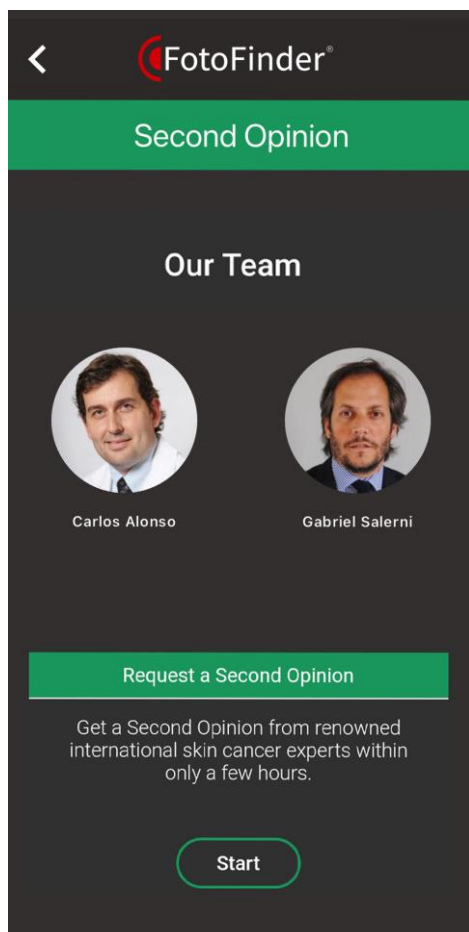 FotoFinder®
Second Opinion
Our Team
Carlos Alonso
Gabriel Salerni
Request a Second Opinion
Get a Second Opinion from renowned
international skin cancer experts within
only a few hours.
Start